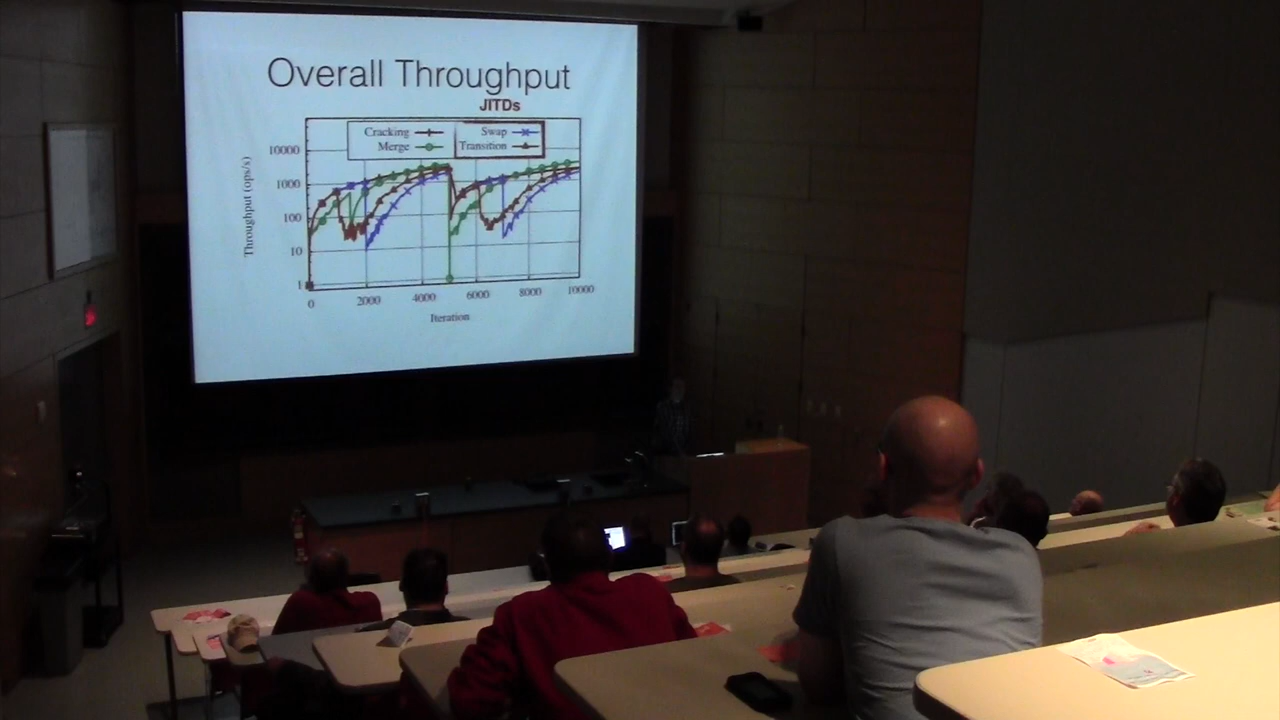 Overall Throughput
JITDs
Cracking Swap
Merge Transition
10000
1000
100
10
1
Throughput (ops/s)
0 2000 4000 6000 8000 10000
Iteration